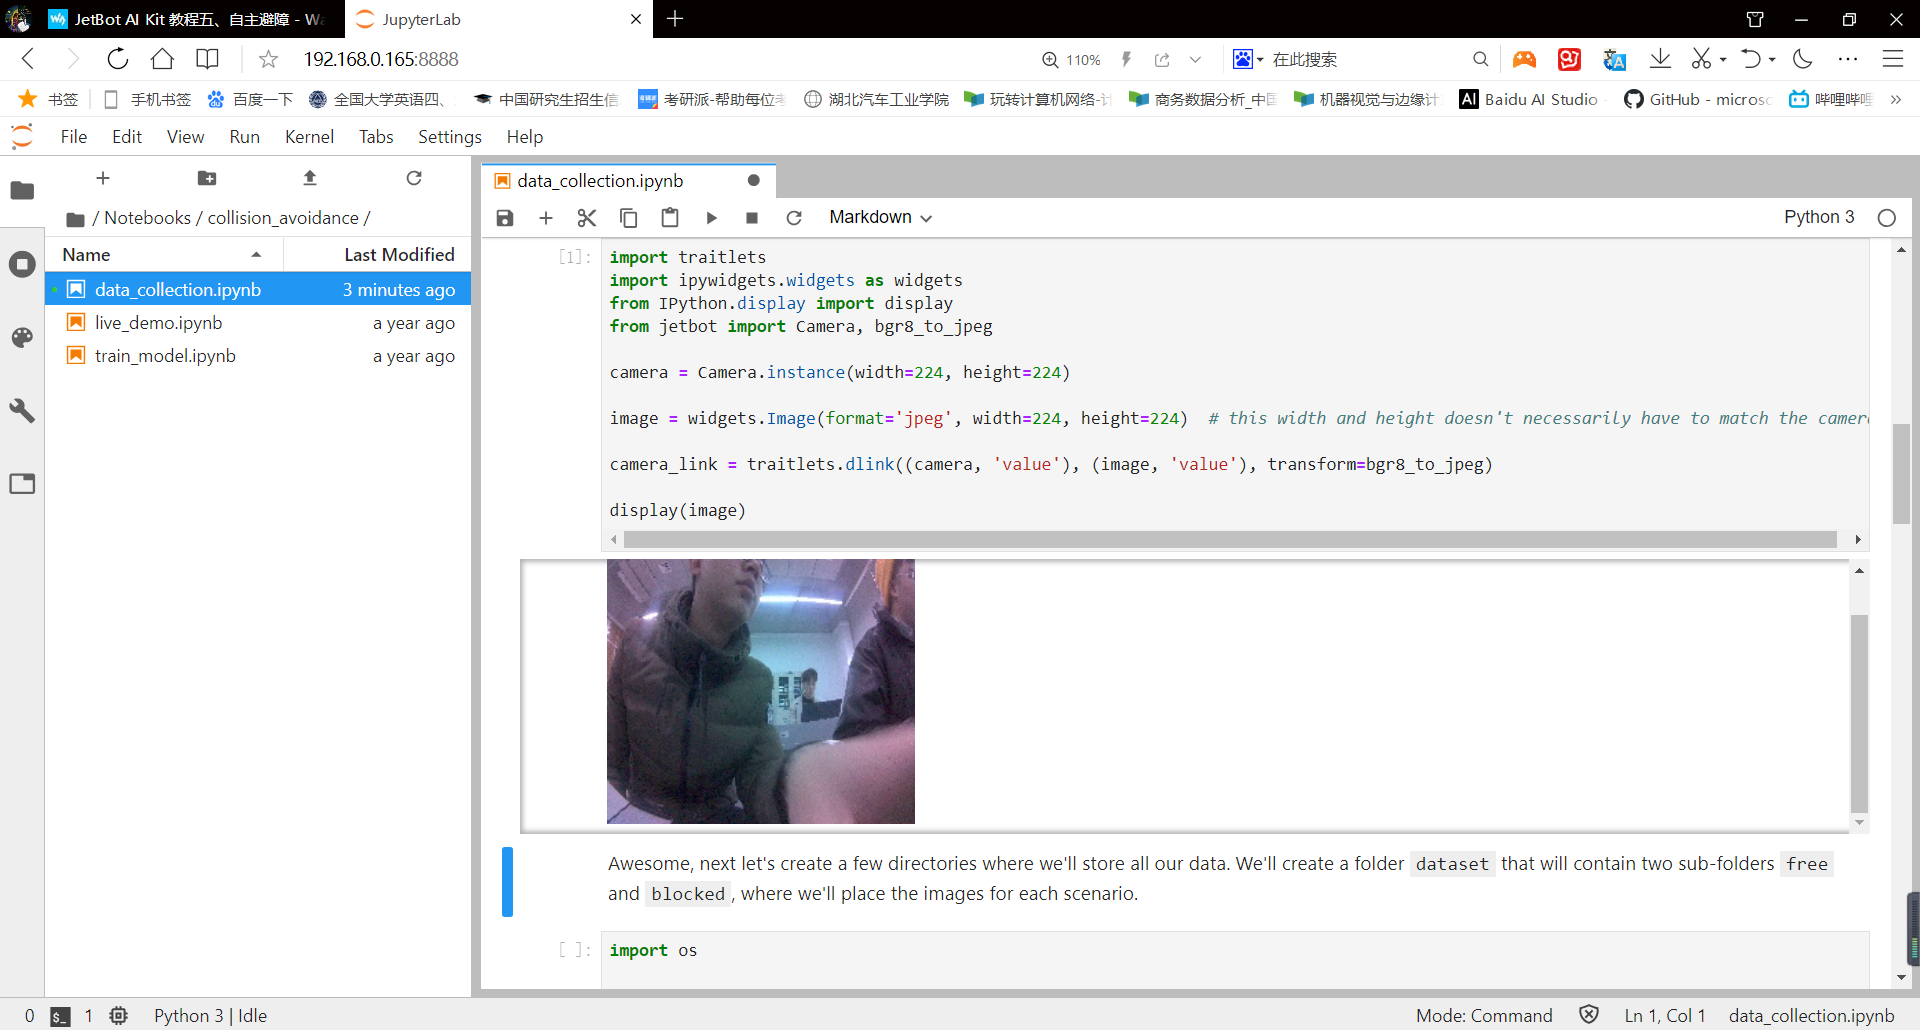 JetBot AI Kit 教程五、自主避障 - Wa
JupyterLab
192.168.0.165:8888
110%
在此搜索
书签
手机书签
百度一下
全国大学英语四、
中国研究生招生信
考研派-帮助每位考
湖北汽车工业学院
玩转计算机网络-计
商务数据分析_中国
机器视觉与边缘计
AI Baidu AI Studio
GitHub - microsc
哔哩哔哩
File Edit View Run Kernel Tabs Settings Help
data_collection.ipynb
/ Notebooks / collision_avoidance /
Markdown
Python 3
Name Last Modified
data_collection.ipynb 3 minutes ago
live_demo.ipynb a year ago
train_model.ipynb a year ago
[1]:
import traitlets
import ipywidgets.widgets as widgets
from IPython.display import display
from jetbot import Camera, bgr8_to_jpeg
camera = Camera.instance(width=224, height=224)
image = widgets.Image(format='jpeg', width=224, height=224)  # this width and height doesn't necessarily have to match the camer
camera_link = traitlets.dlink((camera, 'value'), (image, 'value'), transform=bgr8_to_jpeg)
display(image)
Awesome, next let's create a few directories where we'll store all our data. We'll create a folder dataset that will contain two sub-folders free
and blocked, where we'll place the images for each scenario.
[ ]:
import os
0 $_ 1 Python 3 | Idle Mode: Command Ln 1, Col 1 data_collection.ipynb